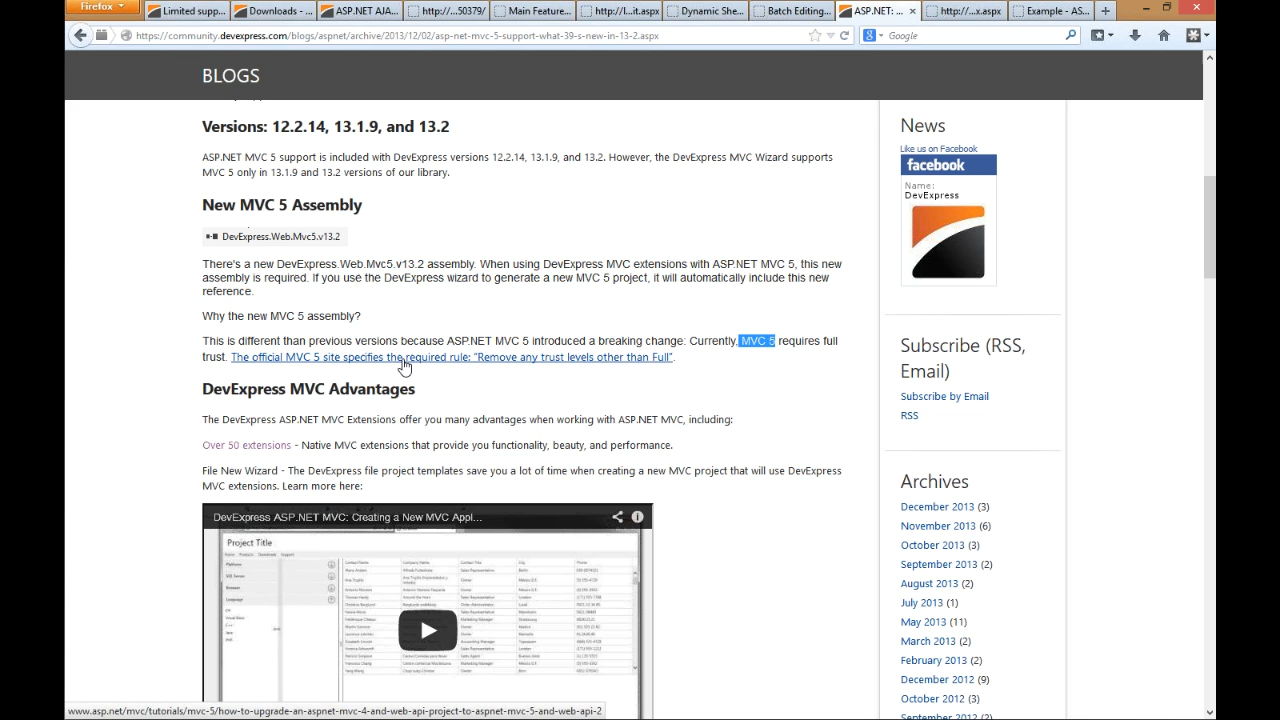 Firefox
Limited supp...
Downloads - ...
ASP.NET AJA...
http://...50379/
Main Feature...
http://l...it.aspx
Dynamic She...
Batch Editing...
ASP.NET: ...
http://...x.aspx
Example - AS...
https://community.devexpress.com/blogs/aspnet/archive/2013/12/02/asp-net-mvc-5-support-what-39-s-new-in-13-2.aspx
Google
BLOGS
Versions: 12.2.14, 13.1.9, and 13.2
ASP.NET MVC 5 support is included with DevExpress versions 12.2.14, 13.1.9, and 13.2. However, the DevExpress MVC Wizard supports
MVC 5 only in 13.1.9 and 13.2 versions of our library.
New MVC 5 Assembly
DevExpress.Web.Mvc5.v13.2
There's a new DevExpress.Web.Mvc5.v13.2 assembly. When using DevExpress MVC extensions with ASP.NET MVC 5, this new
assembly is required. If you use the DevExpress wizard to generate a new MVC 5 project, it will automatically include this new
reference.
Why the new MVC 5 assembly?
This is different than previous versions because ASP.NET MVC 5 introduced a breaking change: Currently. MVC 5 requires full
trust. The official MVC 5 site specifies the required rule: "Remove any trust levels other than Full".
DevExpress MVC Advantages
The DevExpress ASP.NET MVC Extensions offer you many advantages when working with ASP.NET MVC, including:
Over 50 extensions - Native MVC extensions that provide you functionality, beauty, and performance.
File New Wizard - The DevExpress file project templates save you a lot of time when creating a new MVC project that will use DevExpress
MVC extensions. Learn more here:
DevExpress ASP.NET MVC: Creating a New MVC Appl...
Project Title
News
Like us on Facebook
facebook
Name:
DevExpress
Subscribe (RSS,
Email)
Subscribe by Email
RSS
Archives
December 2013 (3)
November 2013 (6)
October 2013 (3)
September 2013 (2)
August 2013 (2)
July 2013 (1)
May 2013 (11)
March 2013 (2)
February 2013 (2)
December 2012 (9)
October 2012 (3)
September 2012 (2)
www.asp.net/mvc/tutorials/mvc-5/how-to-upgrade-an-aspnet-mvc-4-and-web-api-project-to-aspnet-mvc-5-and-web-api-2